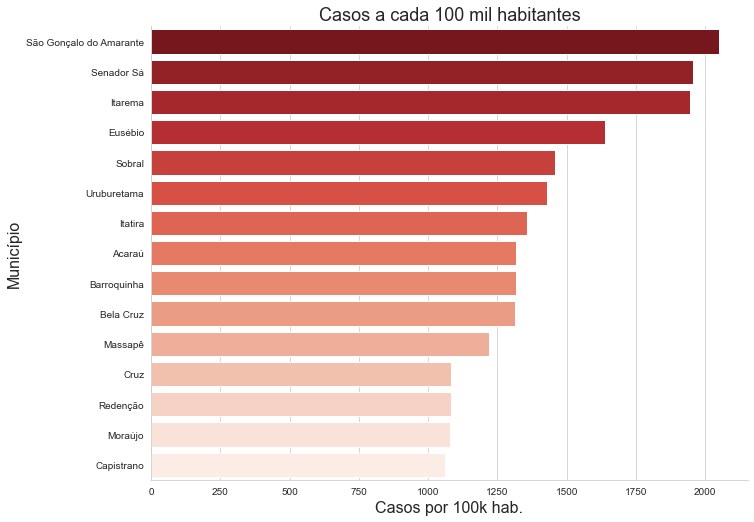 Casos a cada 100 mil habitantes
Município
São Gonçalo do Amarante
Senador Sá
Itarema
Eusébio
Sobral
Uruburetama
Itatira
Acaraú
Barroquinha
Bela Cruz
Massapê
Cruz
Redenção
Moraújo
Capistrano
0 250 500 750 1000 1250 1500 1750 2000
Casos por 100k hab.